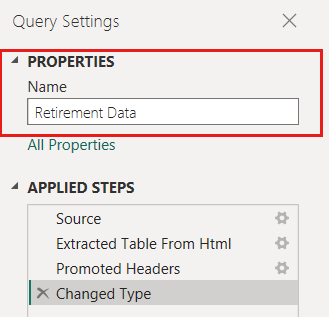 Query Settings
PROPERTIES
Name
Retirement Data
All Properties
APPLIED STEPS
Source
Extracted Table From Html
Promoted Headers
Changed Type